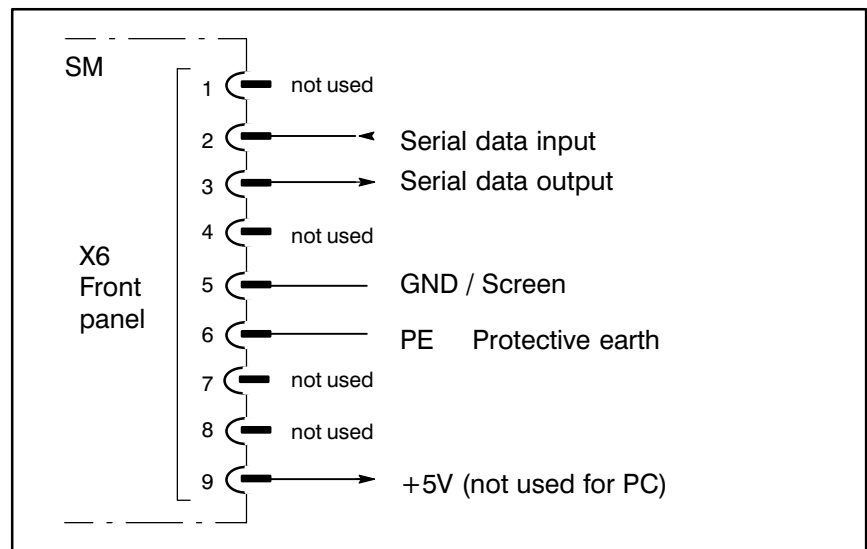 SM
1 not used
2 Serial data input
3 Serial data output
4 not used
X6
Front
panel
5 GND / Screen
6 PE Protective earth
7 not used
8 not used
9 +5V (not used for PC)